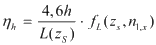 η_h = 4,6h / L(z_S) · f_L(z_s, n_{1,x})